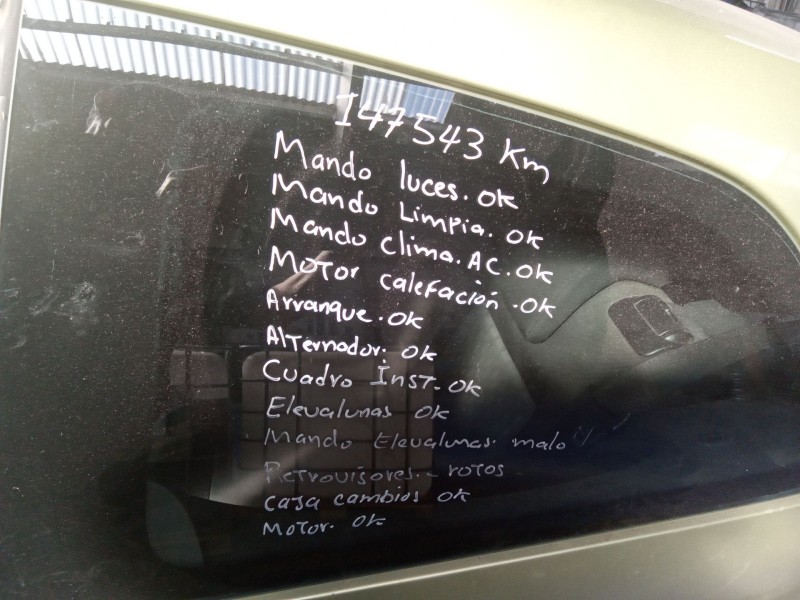 147543 Km
Mando luces. OK
Mando Limpia. OK
Mando clima. AC. OK
Motor calefación. OK
Arranque. OK
Alternador. OK
Cuadro Inst. OK
Elevalunas OK
Mando Elevalunas. malo
Retrovisores. rotos
Caja cambios OK
Motor. OK